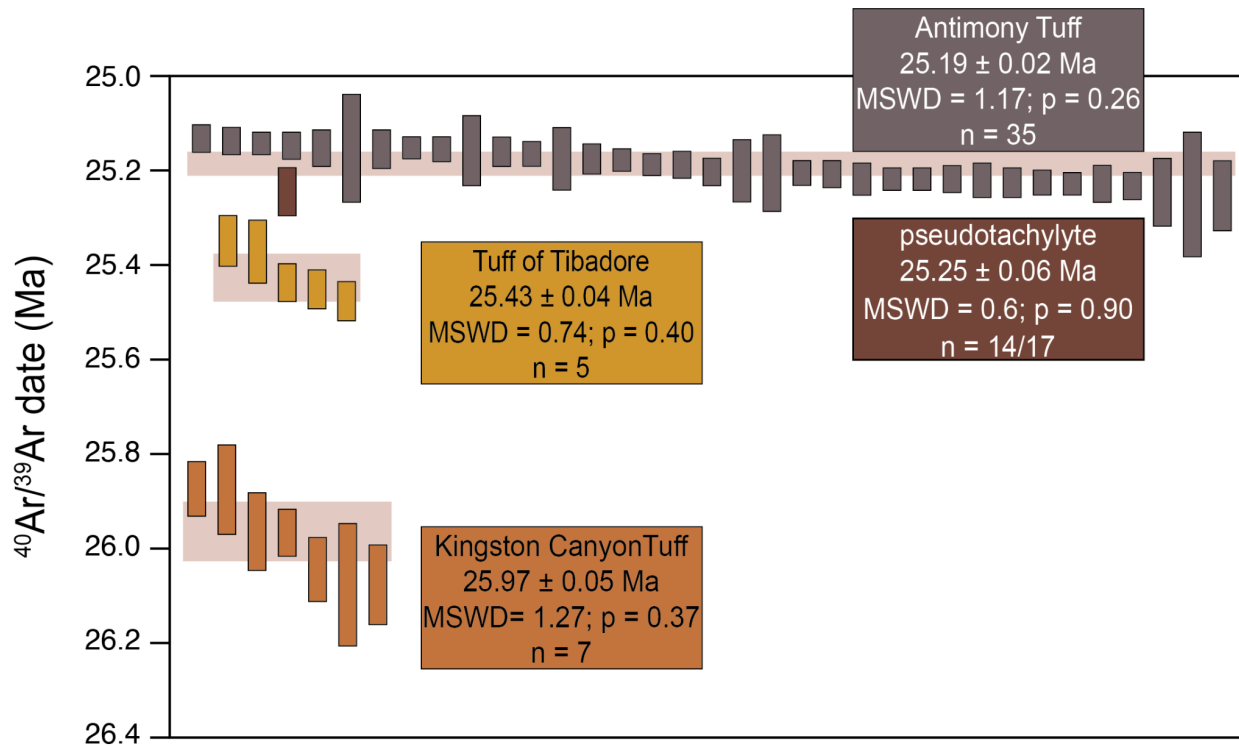 Antimony Tuff
25.19 ± 0.02 Ma
MSWD = 1.17; p = 0.26
n = 35
25.0
25.2
25.4
25.6
25.8
26.0
26.2
26.4
⁴⁰Ar/³⁹Ar date (Ma)
pseudotachylyte
25.25 ± 0.06 Ma
MSWD = 0.6; p = 0.90
n = 14/17
Tuff of Tibadore
25.43 ± 0.04 Ma
MSWD = 0.74; p = 0.40
n = 5
Kingston CanyonTuff
25.97 ± 0.05 Ma
MSWD= 1.27; p = 0.37
n = 7